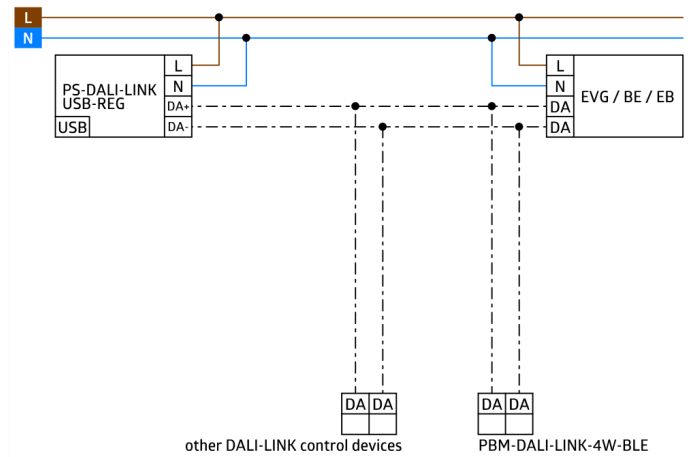 L
N
PS-DALI-LINK
USB-REG
USB
L
N
DA+
DA-
L
N
DA
DA
EVG / BE / EB
DA DA
DA DA
other DALI-LINK control devices
PBM-DALI-LINK-4W-BLE